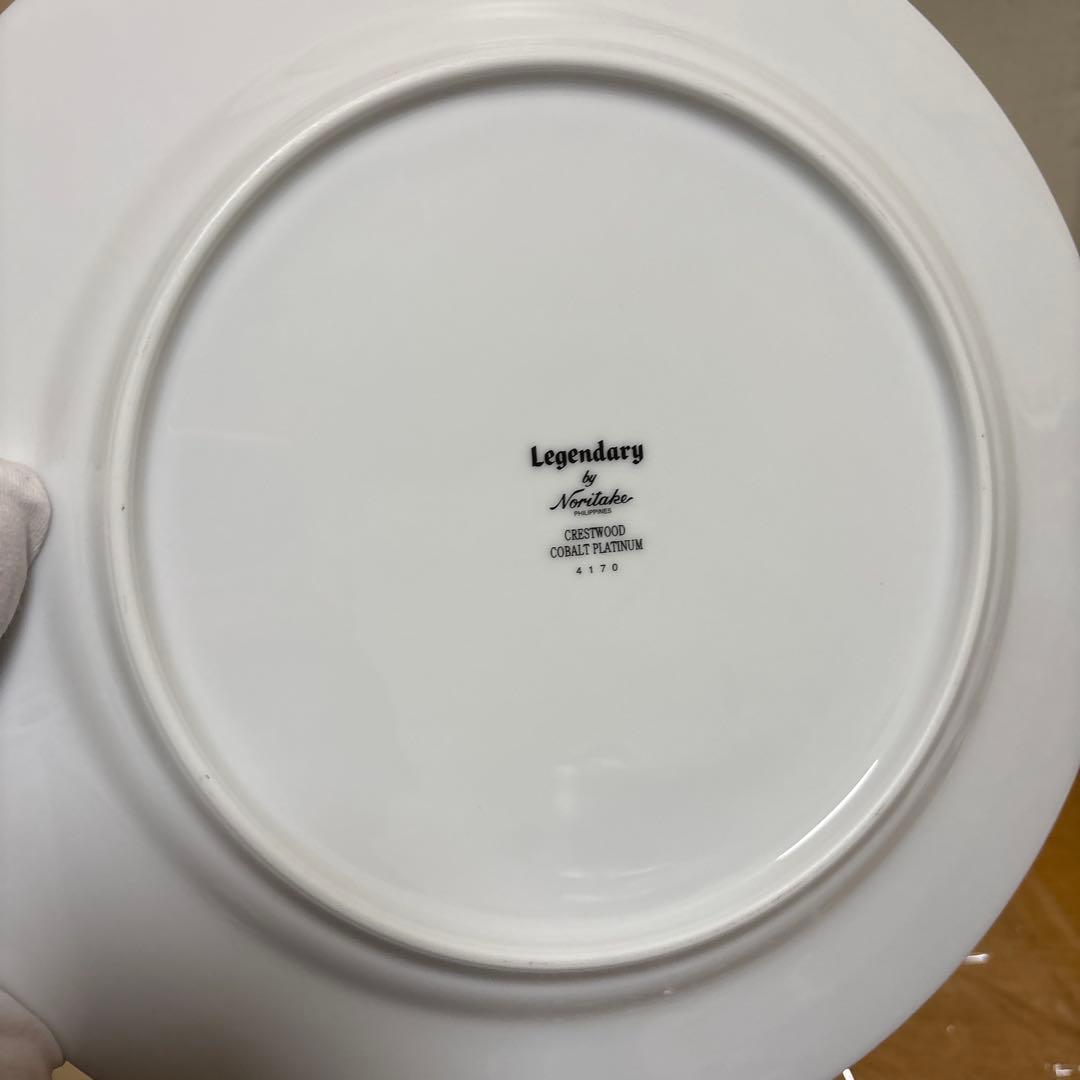 Legendary
by
Noritake
PHILIPPINES
CRESTWOOD
COBALT PLATINUM
4170